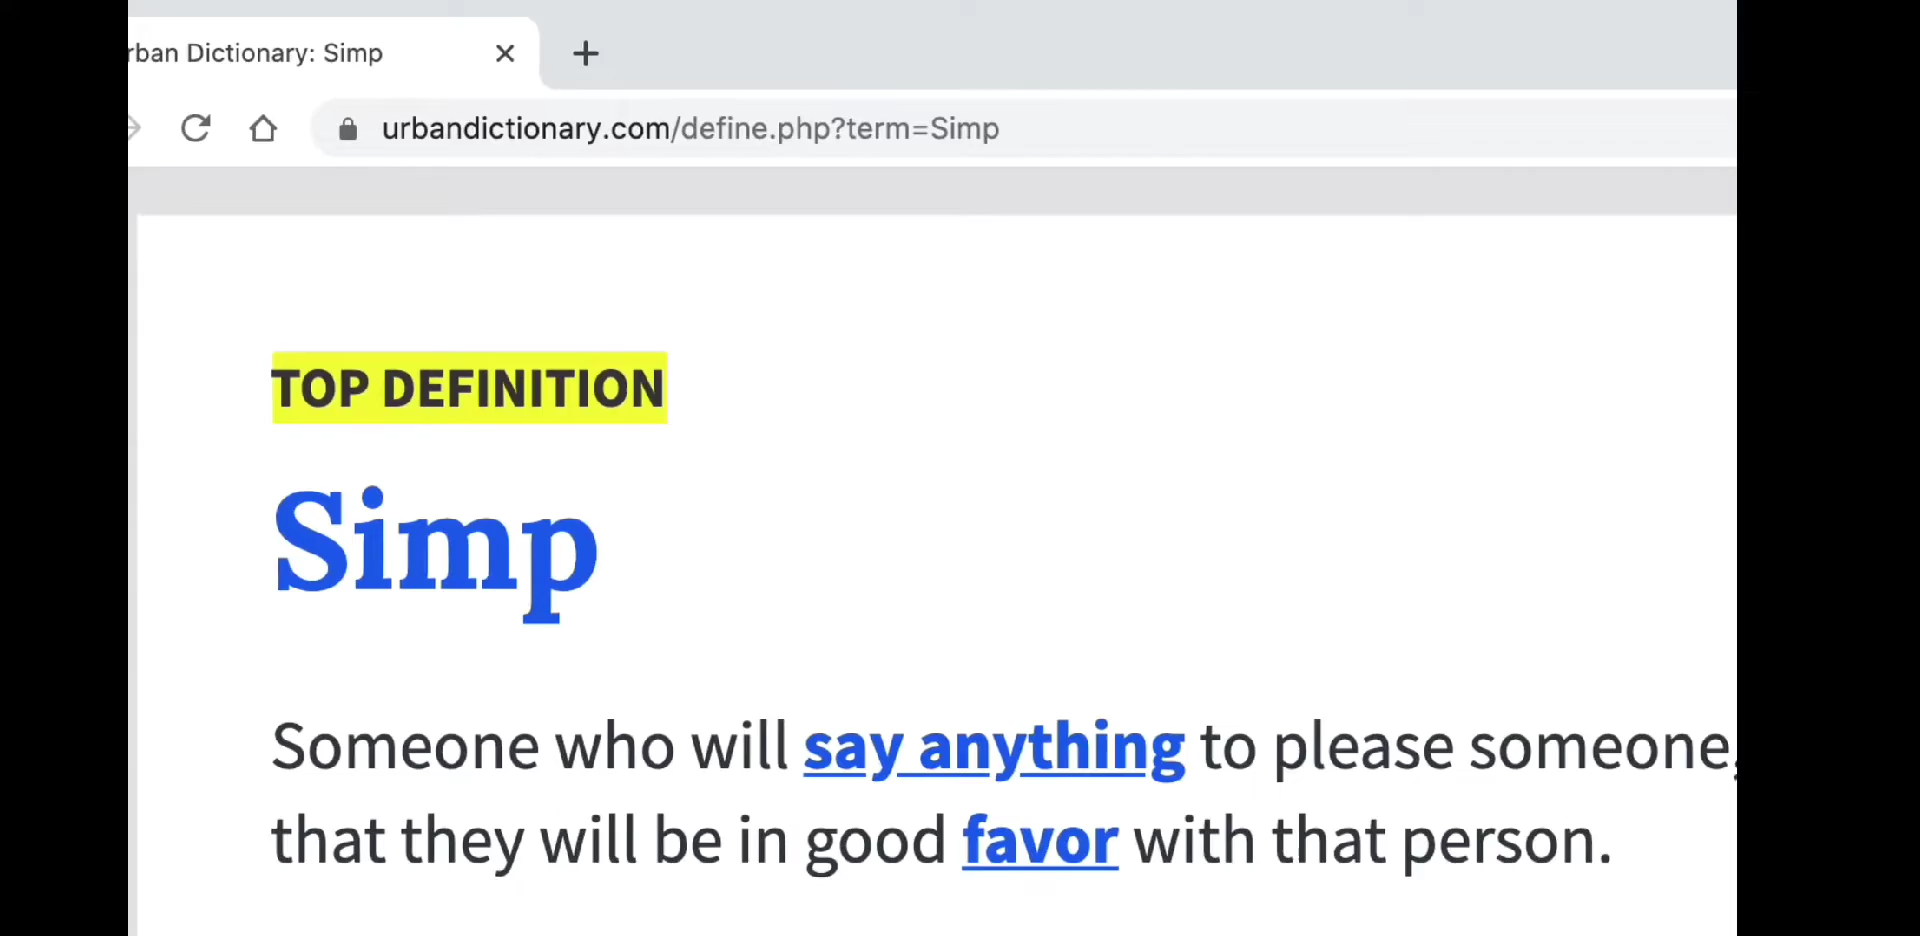 rban Dictionary: Simp
urbandictionary.com/define.php?term=Simp
TOP DEFINITION
Simp
Someone who will say anything to please someone,
that they will be in good favor with that person.